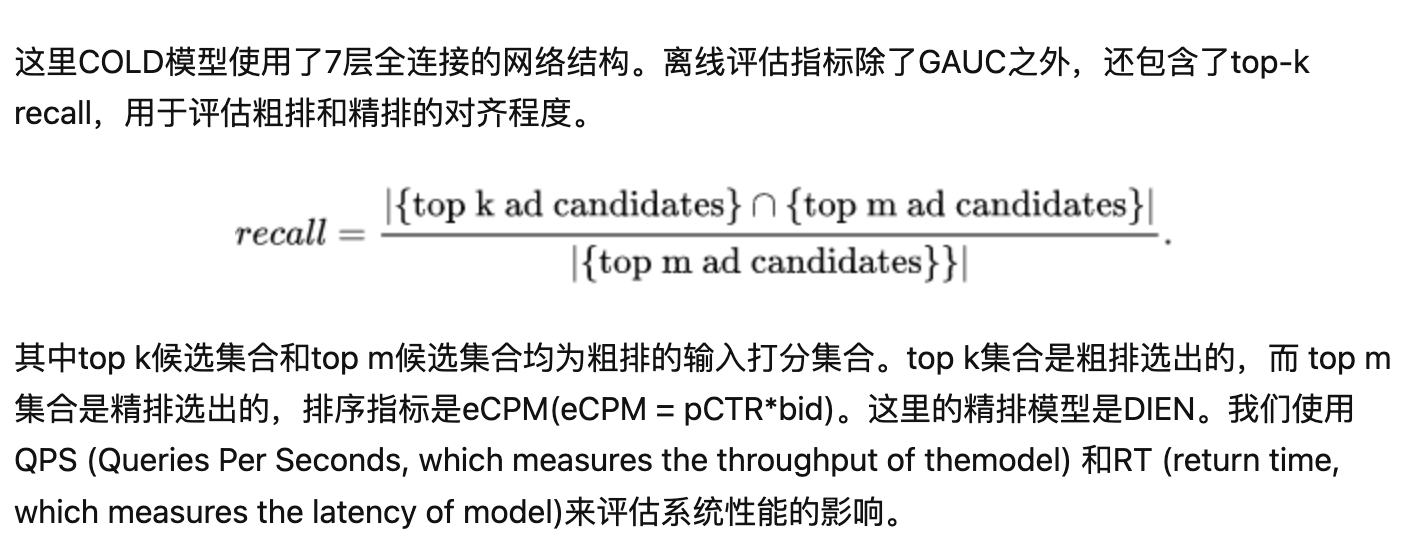 这里COLD模型使用了7层全连接的网络结构。离线评估指标除了GAUC之外，还包含了top-k
recall，用于评估粗排和精排的对齐程度。
recall = |{top k ad candidates} ∩ {top m ad candidates}| / |{top m ad candidates}}| .
其中top k候选集合和top m候选集合均为粗排的输入打分集合。top k集合是粗排选出的，而 top m
集合是精排选出的，排序指标是eCPM(eCPM = pCTR*bid)。这里的精排模型是DIEN。我们使用
QPS (Queries Per Seconds, which measures the throughput of themodel) 和RT (return time,
which measures the latency of model)来评估系统性能的影响。